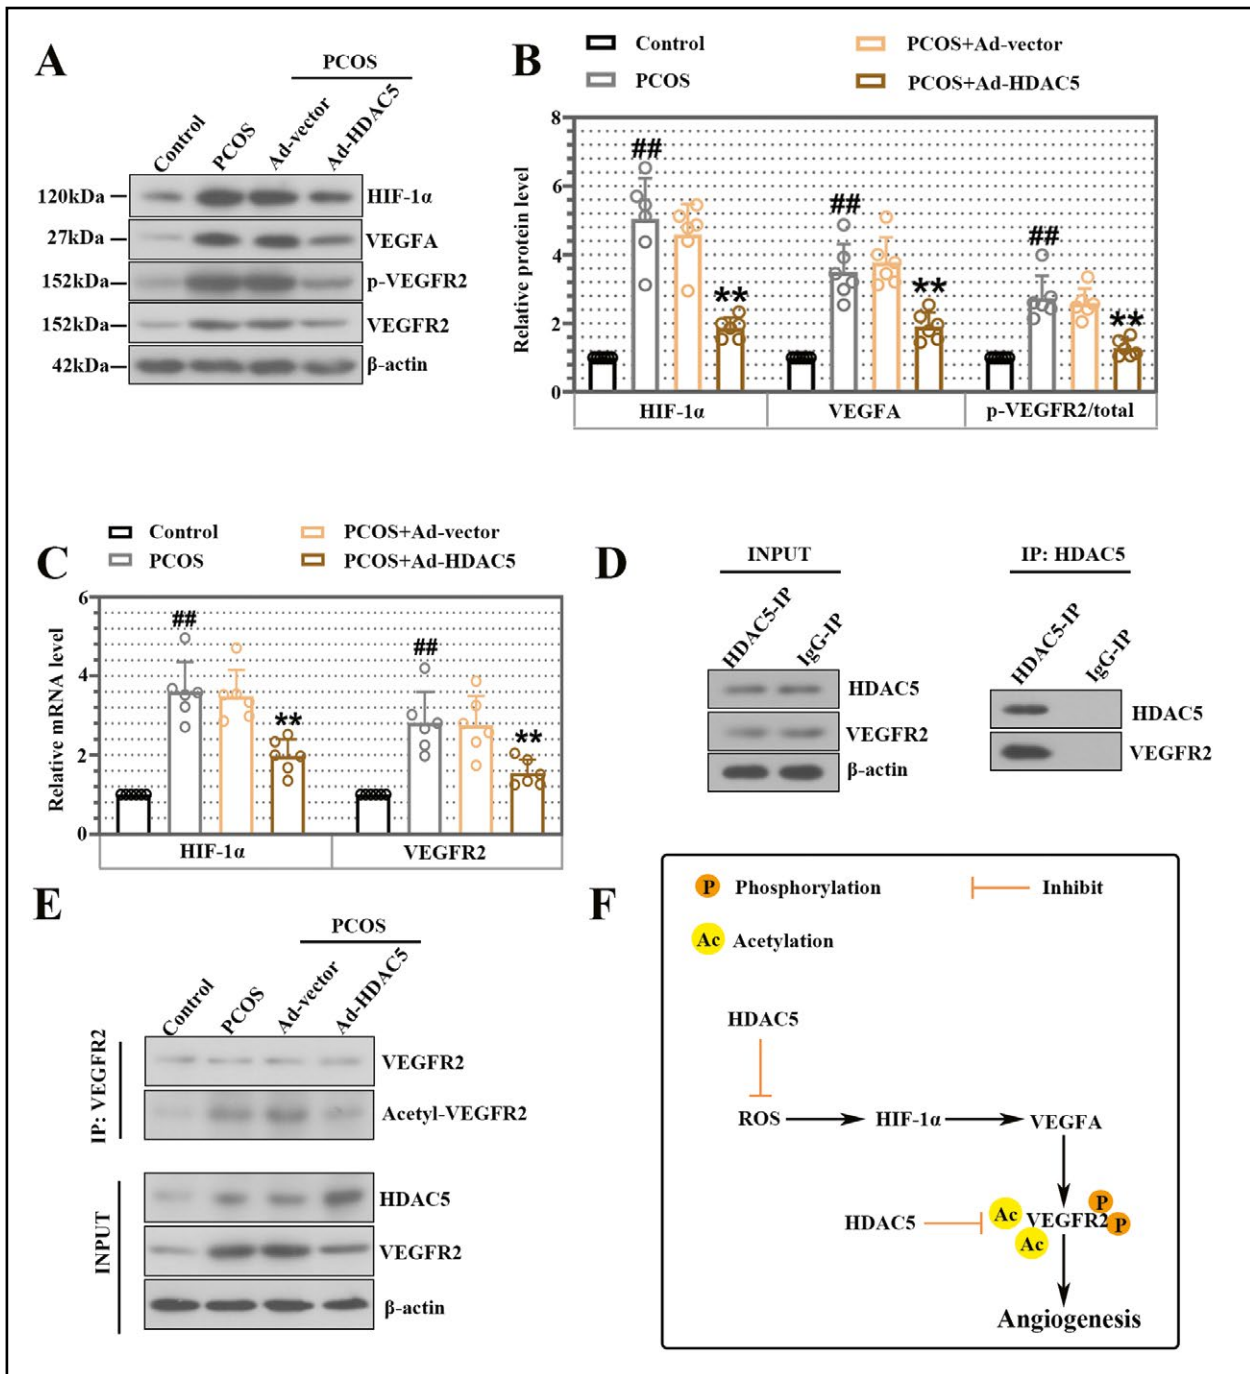 A
PCOS
Control
PCOS
Ad-vector
Ad-HDAC5
120kDa HIF-1α
27kDa VEGFA
152kDa p-VEGFR2
152kDa VEGFR2
42kDa β-actin
B
Control PCOS+Ad-vector
PCOS PCOS+Ad-HDAC5
Relative protein level
8
6
4
2
0
## ** ## ** ## **
HIF-1α VEGFA p-VEGFR2/total
C
Control PCOS+Ad-vector
PCOS PCOS+Ad-HDAC5
Relative mRNA level
6
4
2
0
## ** ## **
HIF-1α VEGFR2
D
INPUT IP: HDAC5
HDAC5-IP IgG-IP HDAC5-IP IgG-IP
HDAC5 HDAC5
VEGFR2 VEGFR2
β-actin
E
PCOS
Control
PCOS
Ad-vector
Ad-HDAC5
IP: VEGFR2
VEGFR2
Acetyl-VEGFR2
INPUT
HDAC5
VEGFR2
β-actin
F
P Phosphorylation Inhibit
Ac Acetylation
HDAC5
ROS HIF-1α VEGFA
HDAC5 Ac VEGFR2 P P
Ac
Angiogenesis